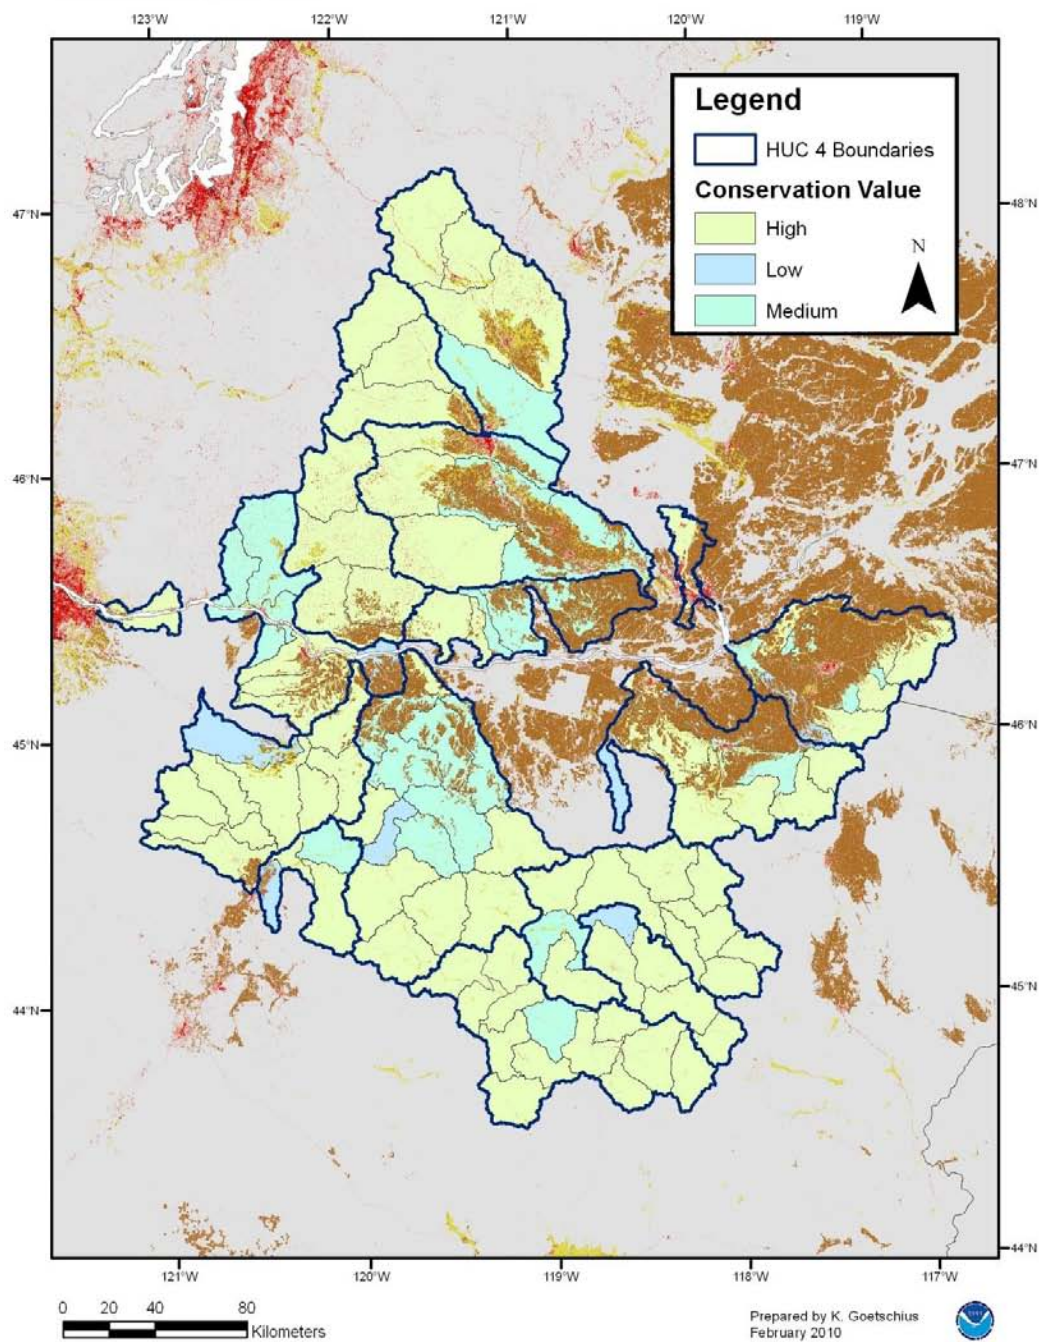 123°W 122°W 121°W 120°W 119°W
Legend
HUC 4 Boundaries
Conservation Value
High
Low
Medium
N
47°N 48°N
46°N 47°N
45°N 46°N
44°N 45°N
44°N
121°W 120°W 119°W 118°W 117°W
0 20 40 80
Kilometers
Prepared by K. Goetschius
February 2010